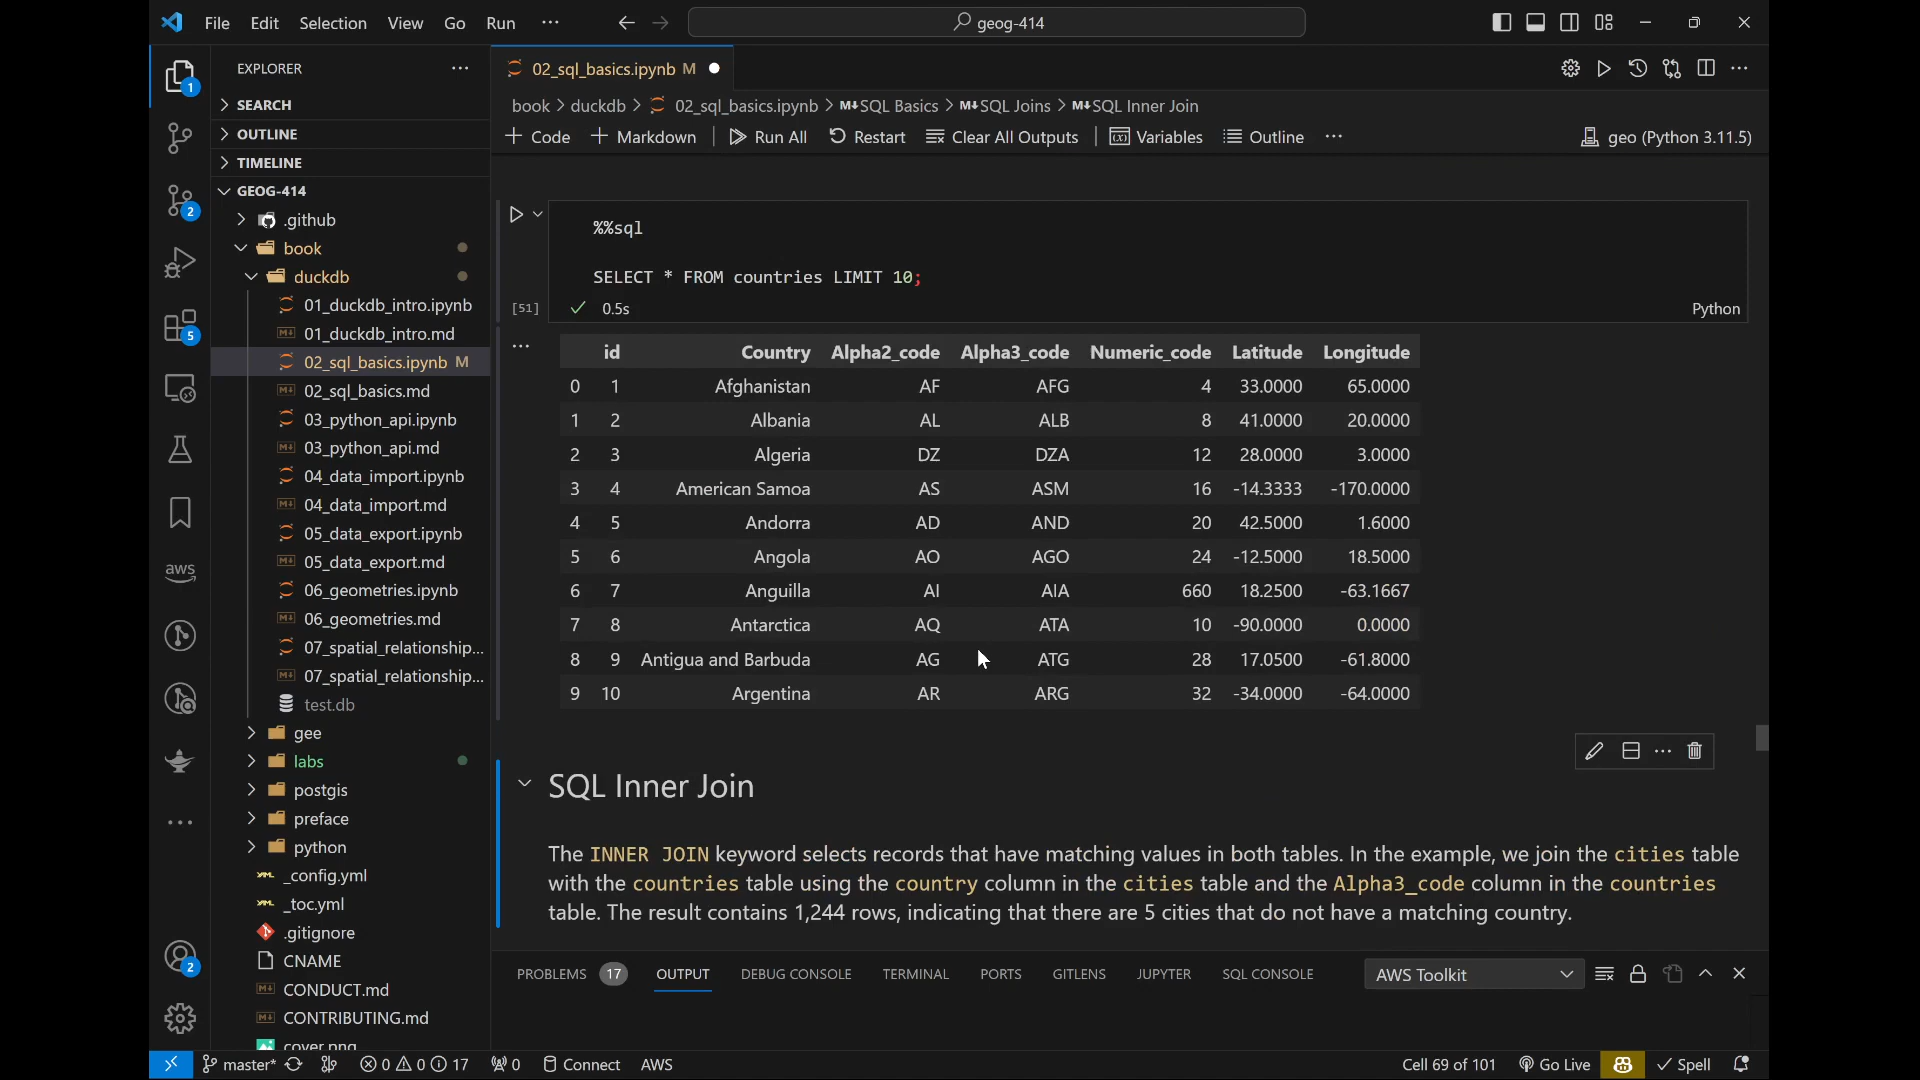 File Edit Selection View Go Run ··· geog-414
EXPLORER ···
SEARCH
OUTLINE
TIMELINE
GEOG-414
.github
book
duckdb
01_duckdb_intro.ipynb
01_duckdb_intro.md
02_sql_basics.ipynb M
02_sql_basics.md
03_python_api.ipynb
03_python_api.md
04_data_import.ipynb
04_data_import.md
05_data_export.ipynb
05_data_export.md
06_geometries.ipynb
06_geometries.md
07_spatial_relationship...
07_spatial_relationship...
test.db
gee
labs
postgis
preface
python
_config.yml
_toc.yml
.gitignore
CNAME
CONDUCT.md
CONTRIBUTING.md
cover.png
1
2
5
aws
2
02_sql_basics.ipynb M
book > duckdb > 02_sql_basics.ipynb > M↓SQL Basics > M↓SQL Joins > M↓SQL Inner Join
+ Code + Markdown Run All Restart Clear All Outputs Variables Outline ··· geo (Python 3.11.5)
%%sql
SELECT * FROM countries LIMIT 10;
[51] ✓ 0.5s Python
id Country Alpha2_code Alpha3_code Numeric_code Latitude Longitude
0 1 Afghanistan AF AFG 4 33.0000 65.0000
1 2 Albania AL ALB 8 41.0000 20.0000
2 3 Algeria DZ DZA 12 28.0000 3.0000
3 4 American Samoa AS ASM 16 -14.3333 -170.0000
4 5 Andorra AD AND 20 42.5000 1.6000
5 6 Angola AO AGO 24 -12.5000 18.5000
6 7 Anguilla AI AIA 660 18.2500 -63.1667
7 8 Antarctica AQ ATA 10 -90.0000 0.0000
8 9 Antigua and Barbuda AG ATG 28 17.0500 -61.8000
9 10 Argentina AR ARG 32 -34.0000 -64.0000
SQL Inner Join
The INNER JOIN keyword selects records that have matching values in both tables. In the example, we join the cities table
with the countries table using the country column in the cities table and the Alpha3_code column in the countries
table. The result contains 1,244 rows, indicating that there are 5 cities that do not have a matching country.
PROBLEMS 17 OUTPUT DEBUG CONSOLE TERMINAL PORTS GITLENS JUPYTER SQL CONSOLE AWS Toolkit
master* 0 0 17 0 Connect AWS Cell 69 of 101 Go Live Spell